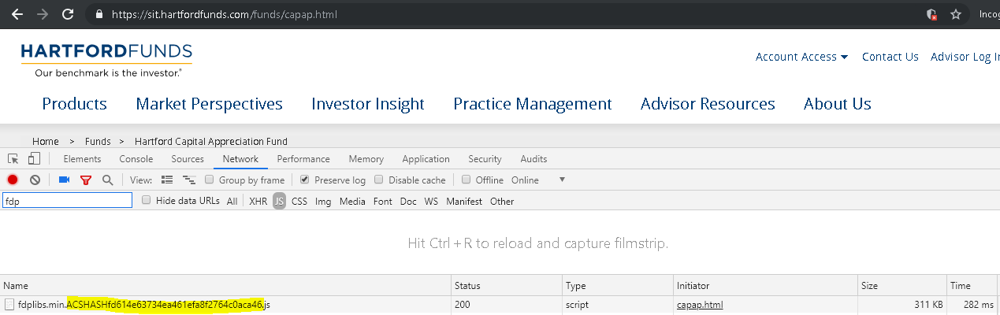 https://sit.hartfordfunds.com/funds/capap.html Incog
HARTFORDFUNDS
Our benchmark is the investor.®
Account Access Contact Us Advisor Log I
Products Market Perspectives Investor Insight Practice Management Advisor Resources About Us
Home > Funds > Hartford Capital Appreciation Fund
Elements Console Sources Network Performance Memory Application Security Audits
View: Group by frame Preserve log Disable cache Offline Online
fdp Hide data URLs All XHR JS CSS Img Media Font Doc WS Manifest Other
Hit Ctrl + R to reload and capture filmstrip.
Name Status Type Initiator Size Time
fdplibs.min.ACSHASHfd614e63734ea461efa8f2764c0aca46.js 200 script capap.html 311 KB 282 ms